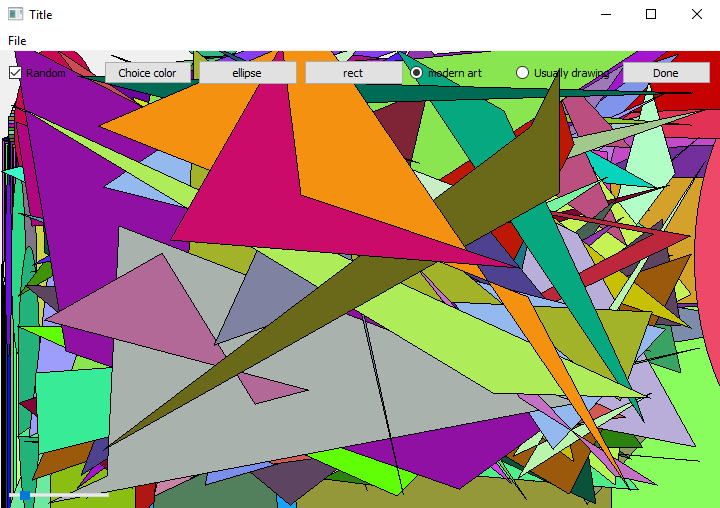 Title
File
Random Choice color ellipse rect modern art Usually drawing Done